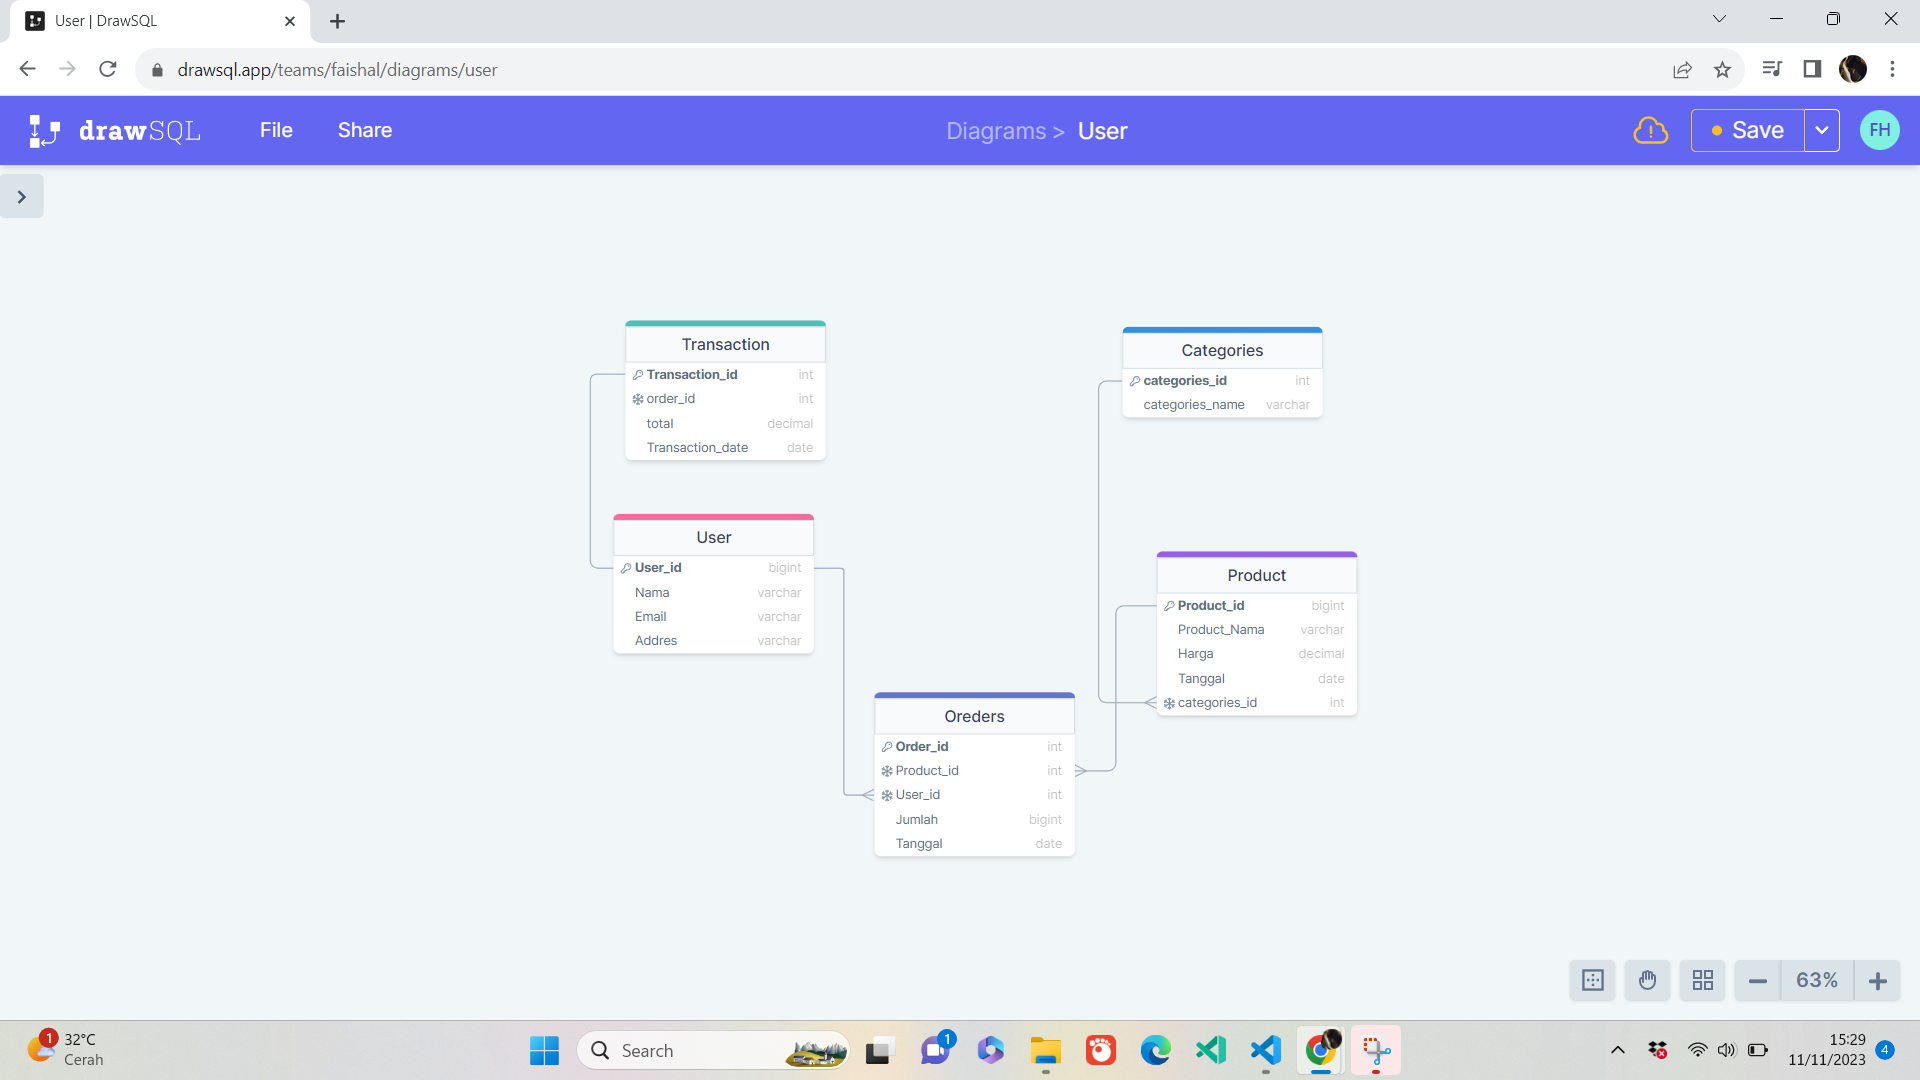 User | DrawSQL
drawsql.app/teams/faishal/diagrams/user
drawSQL
File
Share
Diagrams > User
Save
FH
Transaction
Transaction_id int
order_id int
total decimal
Transaction_date date
Categories
categories_id int
categories_name varchar
User
User_id bigint
Nama varchar
Email varchar
Addres varchar
Product
Product_id bigint
Product_Nama varchar
Harga decimal
Tanggal date
categories_id int
Oreders
Order_id int
Product_id int
User_id int
Jumlah bigint
Tanggal date
63%
1
32°C
Cerah
Search
1
15:29
11/11/2023
4